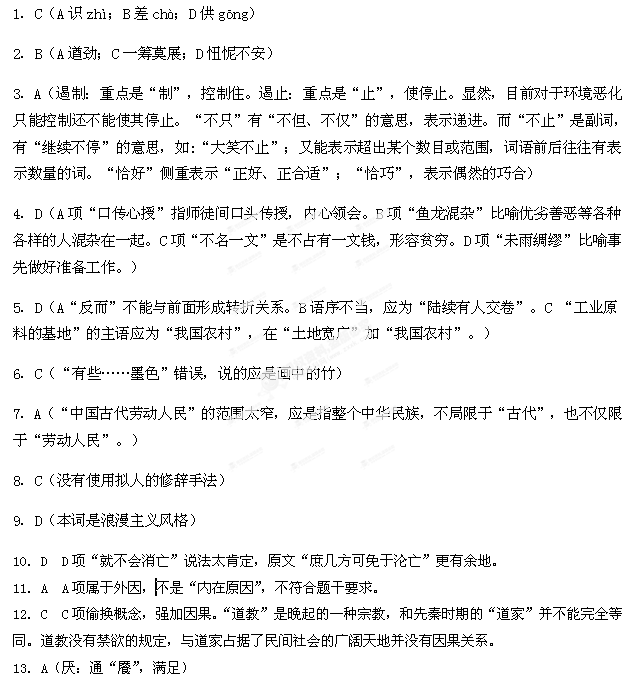 1. C（A 识 zhì；B 差 chà；D 供 gōng）
2. B（A 遒劲；C 一筹莫展；D 忸怩不安）
3. A（遏制：重点是“制”，控制住。遏止：重点是“止”，使停止。显然，目前对于环境恶化
只能控制还不能使其停止。“不只”有“不但、不仅”的意思，表示递进。而“不止”是副词，
有“继续不停”的意思，如：“大笑不止”；又能表示超出某个数目或范围，词语前后往往有表
示数量的词。“恰好”侧重表示“正好、正合适”；“恰巧”，表示偶然的巧合）
4. D（A项“口传心授”指师徒间口头传授，内心领会。B项“鱼龙混杂”比喻优劣善恶等各种
各样的人混杂在一起。C项“不名一文”是不占有一文钱，形容贫穷。D项“未雨绸缪”比喻事
先做好准备工作。）
5. D（A“反而”不能与前面形成转折关系。B 语序不当，应为“陆续有人交卷”。C “工业原
料的基地”的主语应为“我国农村”，在“土地宽广”加“我国农村”。）
6. C（“有些……墨色”错误，说的应是画中的竹）
7. A（“中国古代劳动人民”的范围太窄，应是指整个中华民族，不局限于“古代”，也不仅限
于“劳动人民”。）
8. C（没有使用拟人的修辞手法）
9. D（本词是浪漫主义风格）
10. D D项“就不会消亡”说法太肯定，原文“庶几方可免于沦亡”更有余地。
11. A A项属于外因，不是“内在原因”，不符合题干要求。
12. C C项偷换概念，强加因果。“道教”是晚起的一种宗教，和先秦时期的“道家”并不能完全等
同。道教没有禁欲的规定，与道家占据了民间社会的广阔天地并没有因果关系。
13. A（厌：通“餍”，满足）